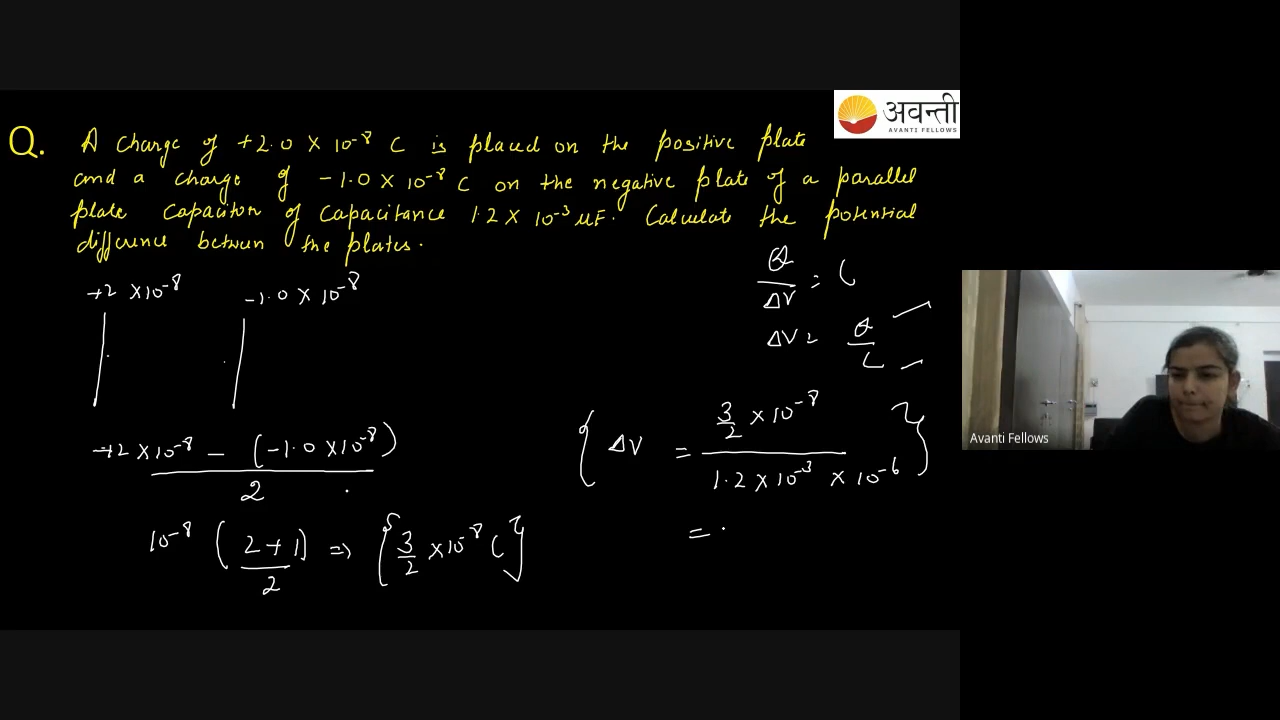 अवन्ती
AVANTI FELLOWS
Q. A charge of +2.0 × 10⁻⁸ C is placed on the positive plate
and a charge of -1.0 × 10⁻⁸ C on the negative plate of a parallel
plate capacitor of capacitance 1.2 × 10⁻³ μF. Calculate the potential
difference between the plates.
+2 × 10⁻⁸ -1.0 × 10⁻⁸
Q/ΔV = C
ΔV = Q/C
+2 × 10⁻⁸ - (-1.0 × 10⁻⁸)
2
10⁻⁸ ( 2+1 ) ⇒ { 3/2 × 10⁻⁸ C }
2
{ ΔV = 3/2 × 10⁻⁸ }
1.2 × 10⁻³ × 10⁻⁶
= .
Avanti Fellows